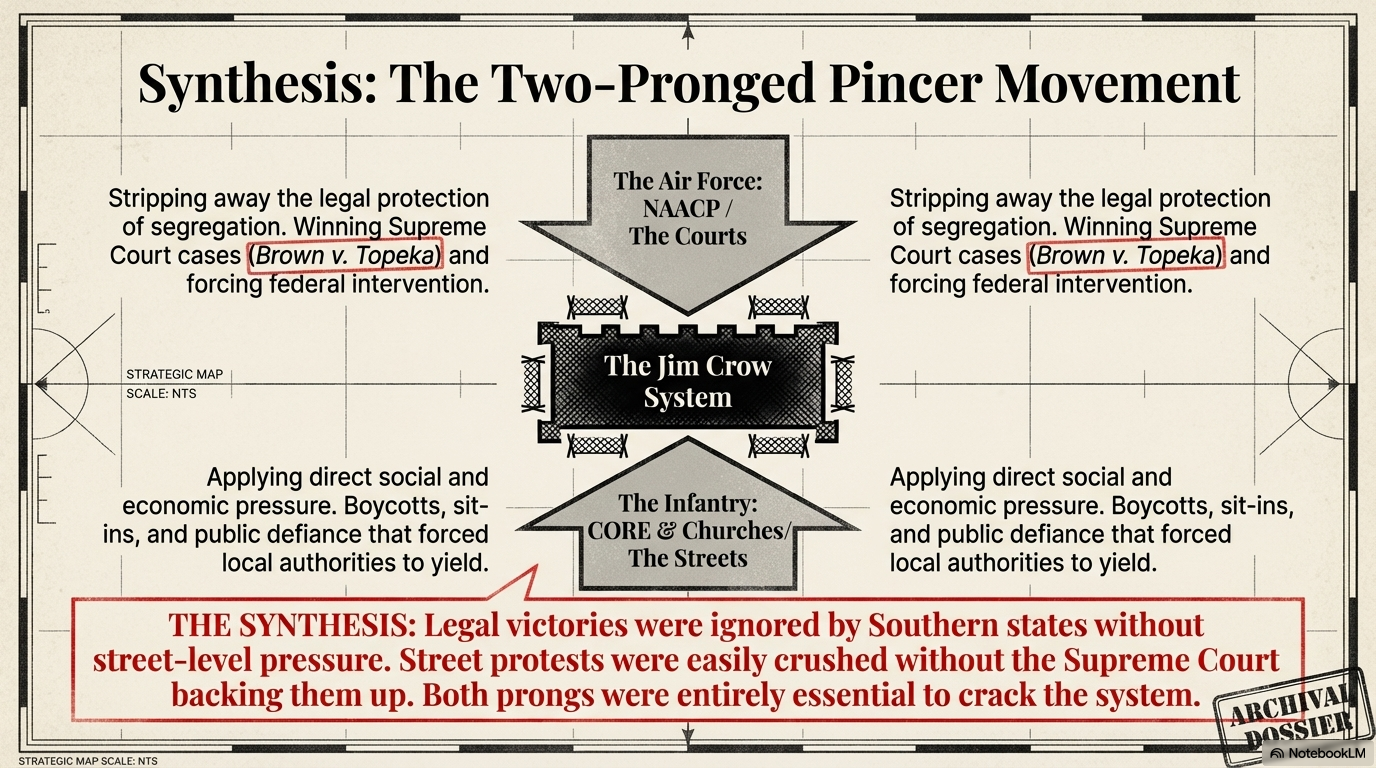 Synthesis: The Two-Pronged Pincer Movement
Stripping away the legal protection
of segregation. Winning Supreme
Court cases (Brown v. Topeka) and
forcing federal intervention.
The Air Force:
NAACP /
The Courts
Stripping away the legal protection
of segregation. Winning Supreme
Court cases (Brown v. Topeka) and
forcing federal intervention.
STRATEGIC MAP
SCALE: NTS
The Jim Crow
System
Applying direct social and
economic pressure. Boycotts, sit-
ins, and public defiance that forced
local authorities to yield.
The Infantry:
CORE & Churches/
The Streets
Applying direct social and
economic pressure. Boycotts, sit-ins,
and public defiance that forced
local authorities to yield.
THE SYNTHESIS: Legal victories were ignored by Southern states without
street-level pressure. Street protests were easily crushed without the Supreme Court
backing them up. Both prongs were entirely essential to crack the system.
ARCHIVAL
DOSSIER
NotebookLM
STRATEGIC MAP SCALE: NTS